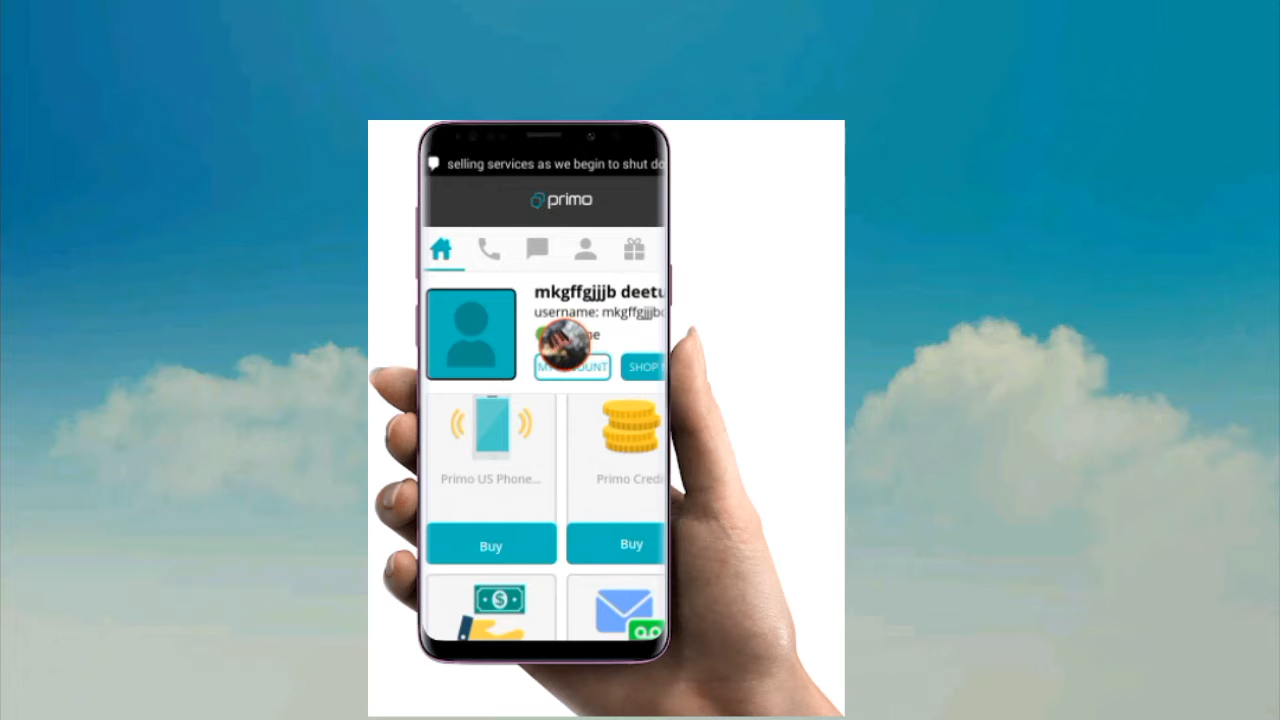 selling services as we begin to shut do
primo
mkgffgjjjb deetu
username: mkgffgjjjbd
MY ACCOUNT
SHOP
Primo US Phone...
Primo Credi
Buy
Buy